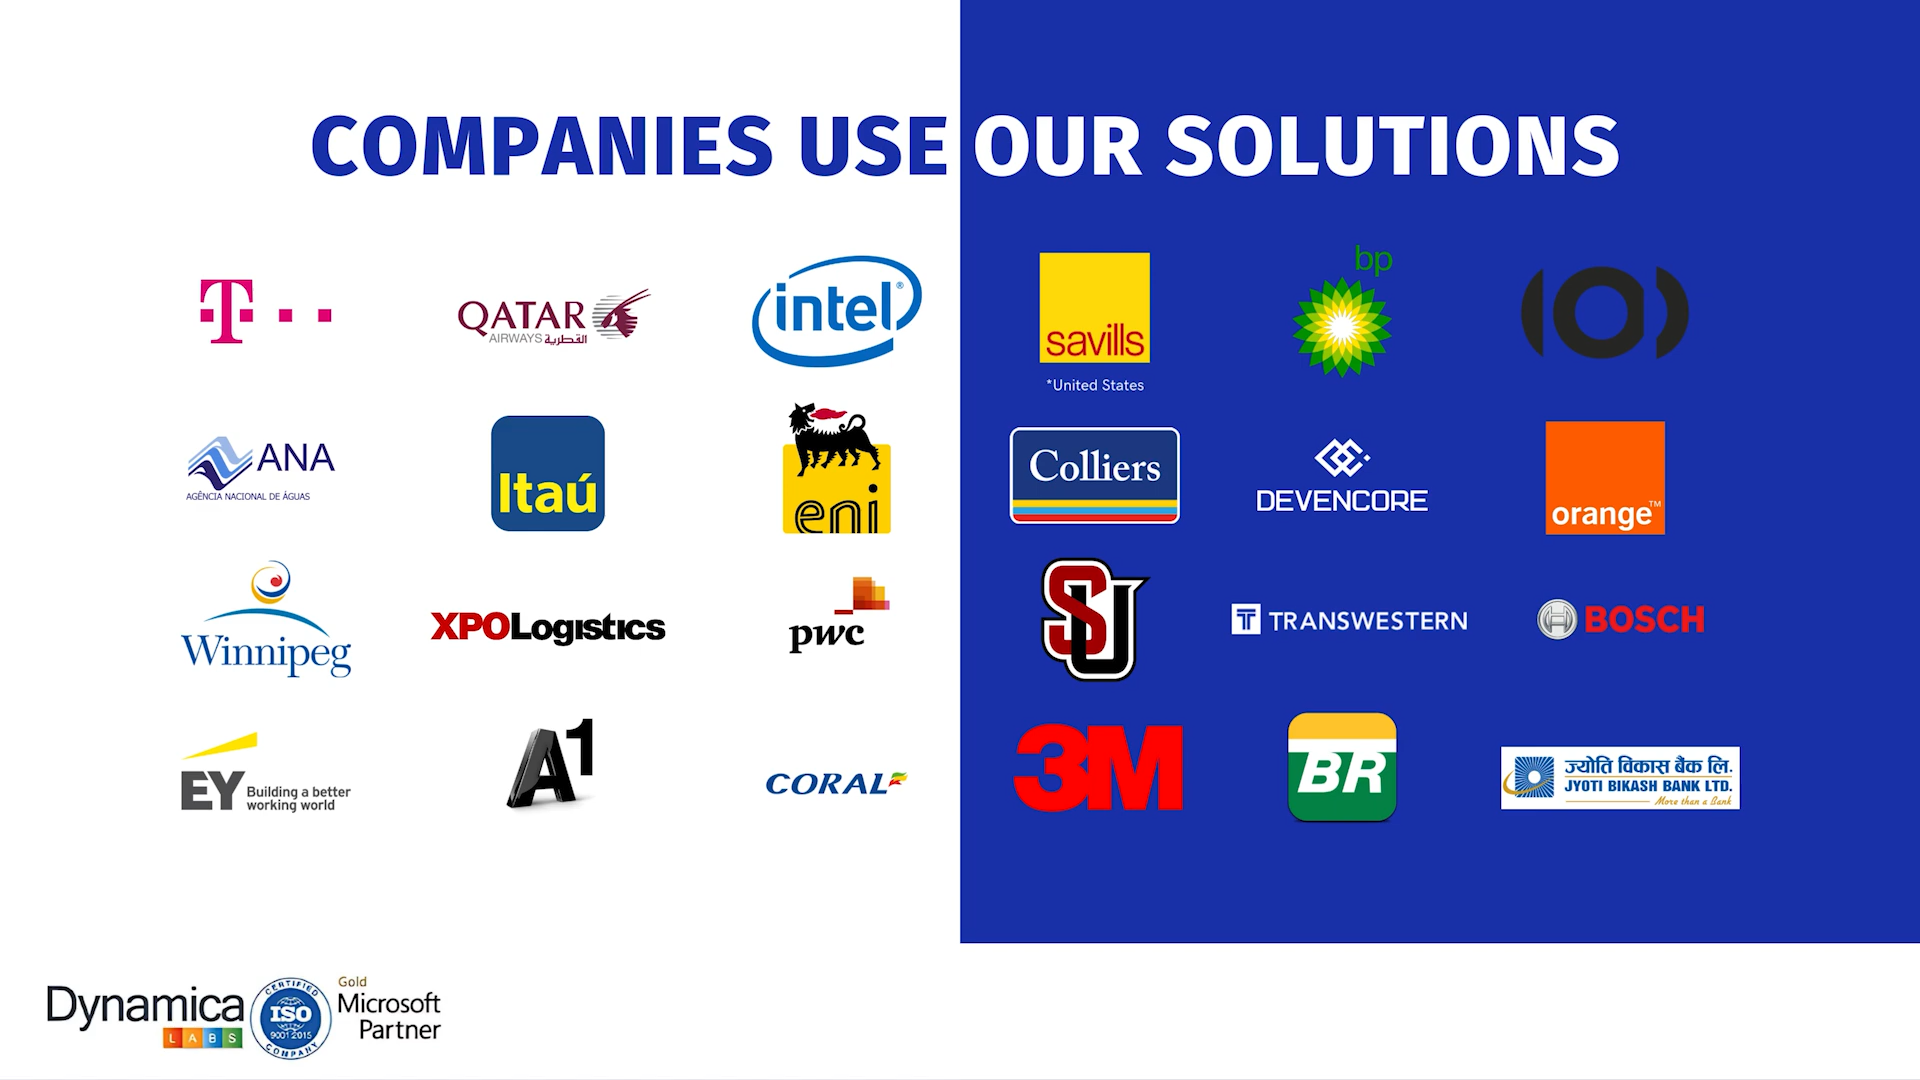 COMPANIES USE OUR SOLUTIONS
T
QATAR
AIRWAYS القطرية
intel®
savills
*United States
bp
ANA
AGÊNCIA NACIONAL DE ÁGUAS
Itaú
eni
Colliers
DEVENCORE
orange™
Winnipeg
XPOLogistics
pwc
SU
T TRANSWESTERN
BOSCH
EY Building a better
working world
A1
CORAL
3M
BR
ज्योति विकास बैंक लि.
JYOTI BIKASH BANK LTD.
More than a Bank
Dynamica
LABS
CERTIFIED
ISO
9001:2015
COMPANY
Gold
Microsoft
Partner